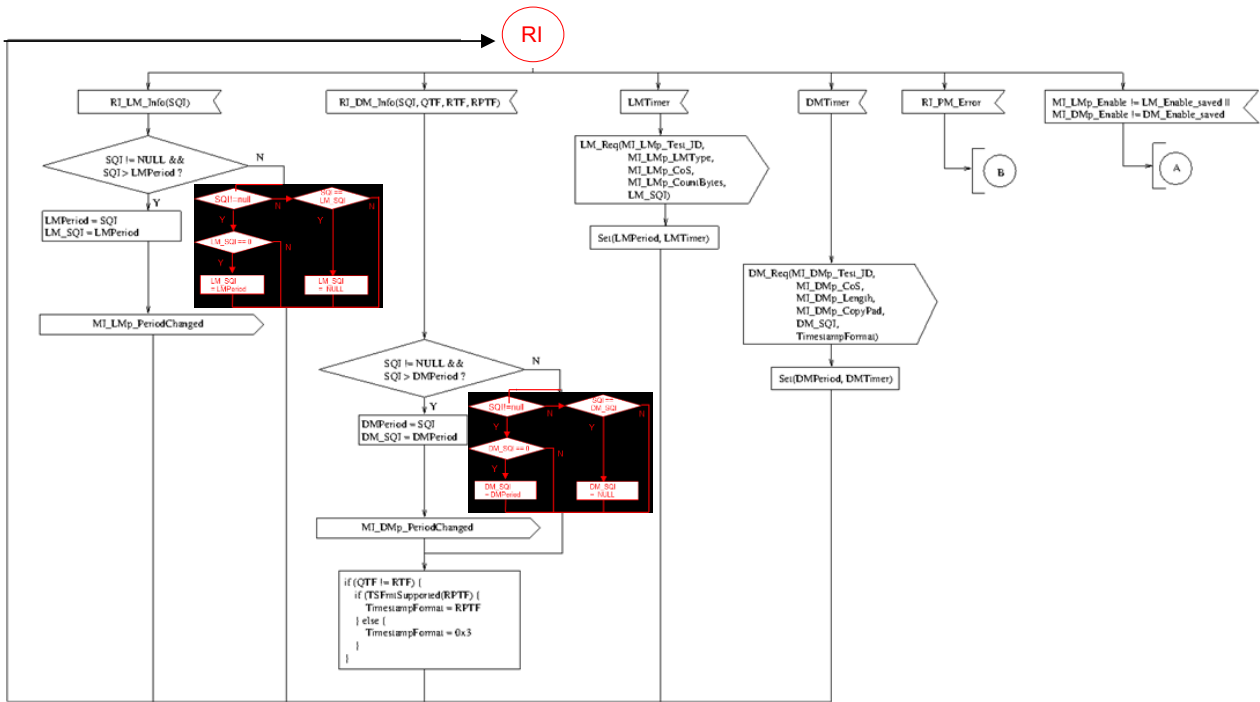 RI
RI_LM_Info(SQI)
RI_DM_Info(SQI, QTF, RTF, RPTF)
LMTimer
DMTimer
RI_PM_Error
MI_LMp_Enable != LM_Enable_saved ||
MI_DMp_Enable != DM_Enable_saved
SQI != NULL &&
SQI > LMPeriod ?
N
Y
LMPeriod = SQI
LM_SQI = LMPeriod
MI_LMp_PeriodChanged
SQI!=null
N
SQI ==
LM_SQI
N
Y
Y
LM_SQI == 0
N
Y
LM_SQI
= LMPeriod
LM_SQI
= NULL
LM_Req(MI_LMp_Test_ID,
MI_LMp_LMType,
MI_LMp_CoS,
MI_LMp_CountBytes,
LM_SQI)
Set(LMPeriod, LMTimer)
B
A
DM_Req(MI_DMp_Test_ID,
MI_DMp_CoS,
MI_DMp_Length,
MI_DMp_CopyPad,
DM_SQI,
TimestampFormat)
Set(DMPeriod, DMTimer)
SQI != NULL &&
SQI > DMPeriod ?
N
Y
DMPeriod = SQI
DM_SQI = DMPeriod
SQI!=null
N
SQI ==
DM_SQI
N
Y
Y
DM_SQI == 0
N
Y
DM_SQI
= DMPeriod
DM_SQI
= NULL
MI_DMp_PeriodChanged
if (QTF != RTF) {
if (TSFmtSupported(RPTF) {
TimestampFormat = RPTF
} else {
TimestampFormat = 0x3
}
}